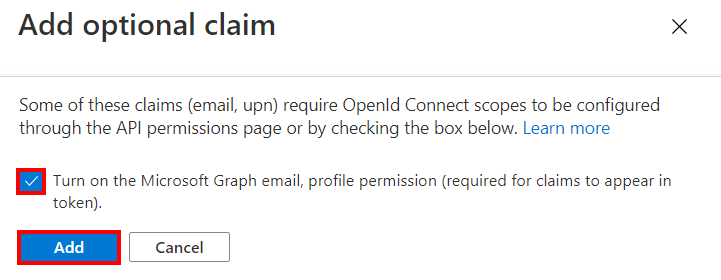 Add optional claim
Some of these claims (email, upn) require OpenId Connect scopes to be configured
through the API permissions page or by checking the box below. Learn more
Turn on the Microsoft Graph email, profile permission (required for claims to appear in
token).
Add Cancel